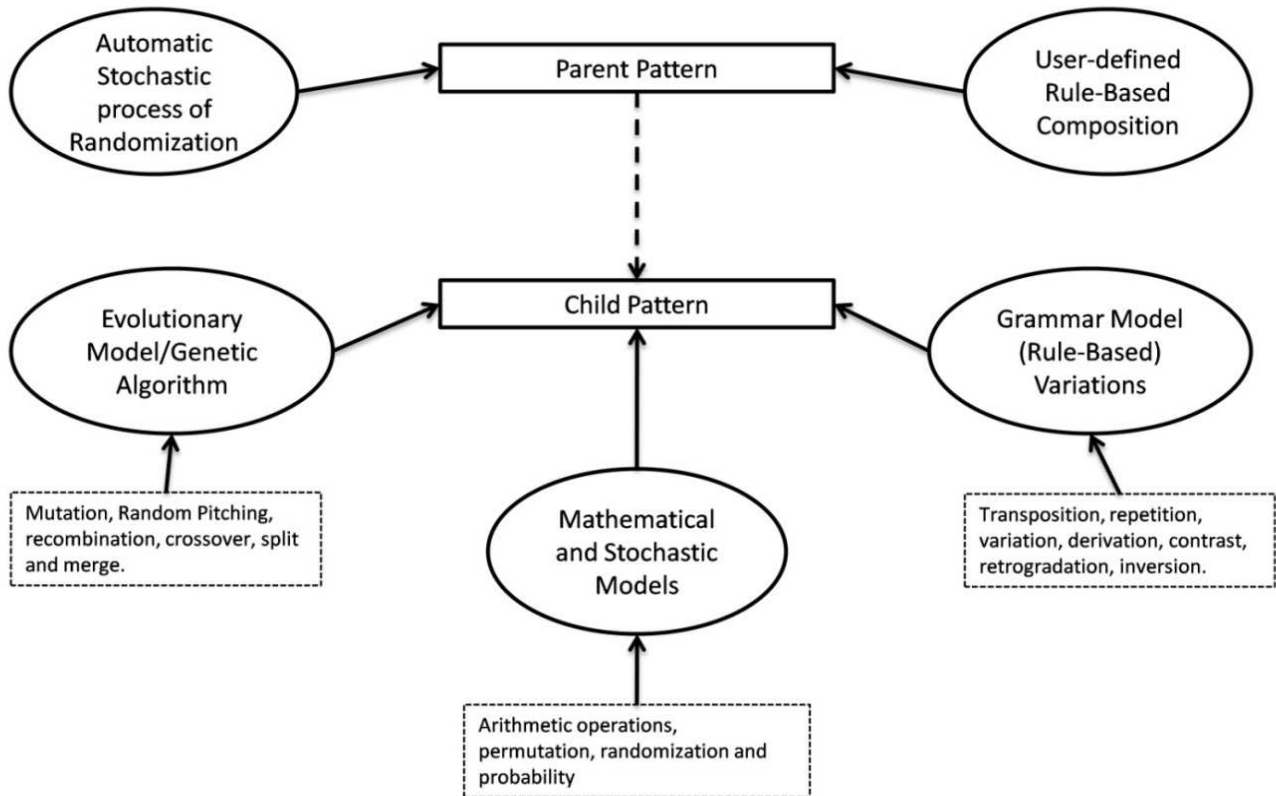 Automatic
Stochastic
process of
Randomization
Parent Pattern
User-defined
Rule-Based
Composition
Evolutionary
Model/Genetic
Algorithm
Child Pattern
Grammar Model
(Rule-Based)
Variations
Mutation, Random Pitching,
recombination, crossover, split
and merge.
Mathematical
and Stochastic
Models
Transposition, repetition,
variation, derivation, contrast,
retrogradation, inversion.
Arithmetic operations,
permutation, randomization and
probability